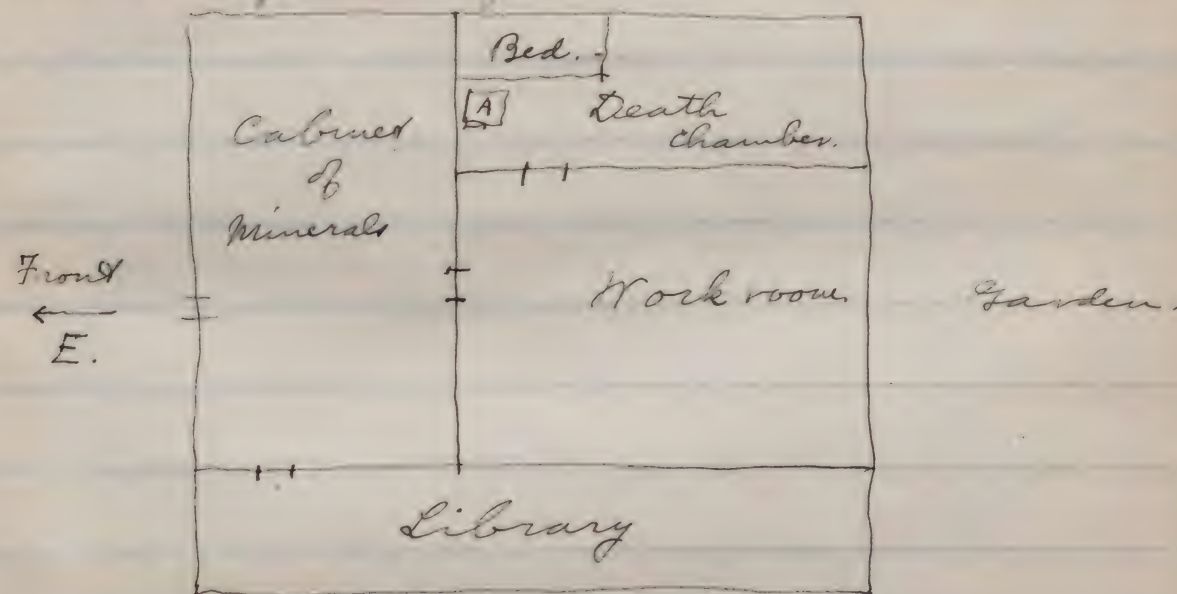 Bed.
A
Death
chamber.
Cabinet
of
Minerals
Front
E.
Work room
Garden.
Library